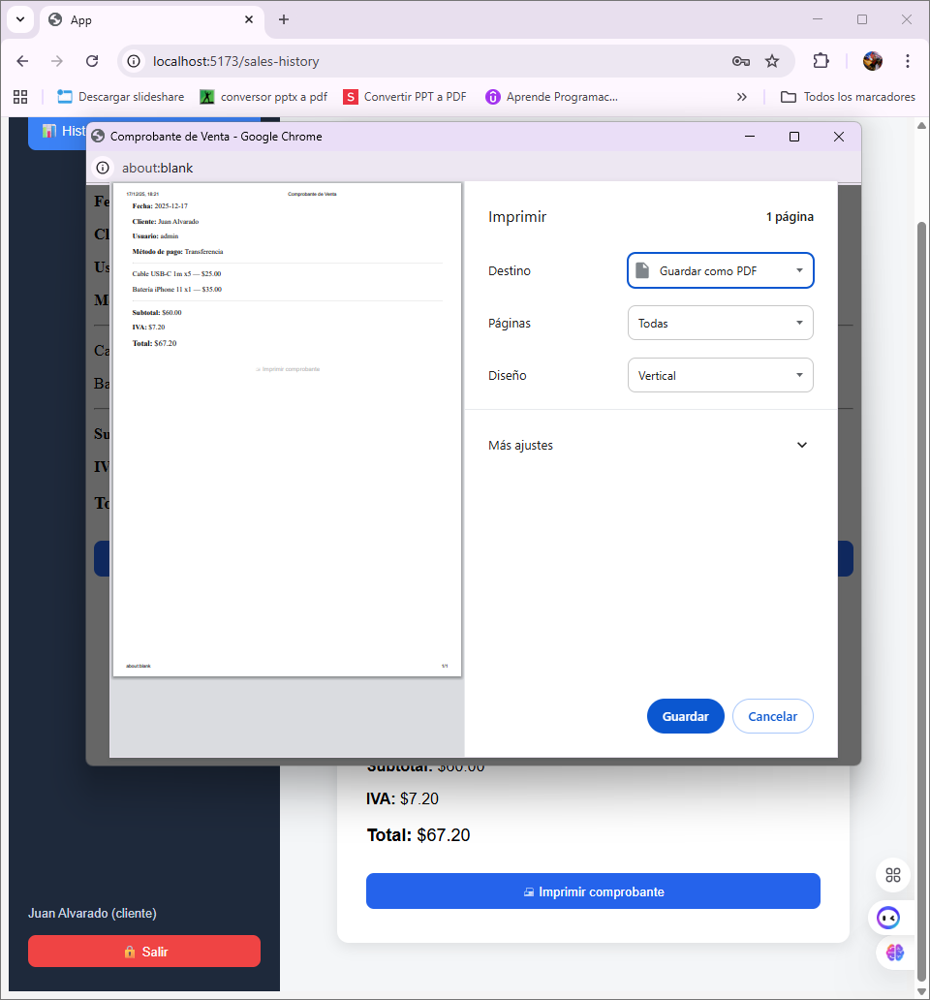 App
localhost:5173/sales-history
Descargar slideshare
conversor pptx a pdf
S Convertir PPT a PDF
Aprende Programac...
Todos los marcadores
Hist
Comprobante de Venta - Google Chrome
about:blank
Fe
Cl
Us
M
Ca
Ba
Su
IV
To
17/12/25, 18:21 Comprobante de Venta
Fecha: 2025-12-17
Cliente: Juan Alvarado
Usuario: admin
Método de pago: Transferencia
Cable USB-C 1m x5 — $25.00
Batería iPhone 11 x1 — $35.00
Subtotal: $60.00
IVA: $7.20
Total: $67.20
Imprimir comprobante
about:blank 1/1
Imprimir 1 página
Destino Guardar como PDF
Páginas Todas
Diseño Vertical
Más ajustes
Guardar Cancelar
Subtotal: $60.00
IVA: $7.20
Total: $67.20
Imprimir comprobante
Juan Alvarado (cliente)
Salir